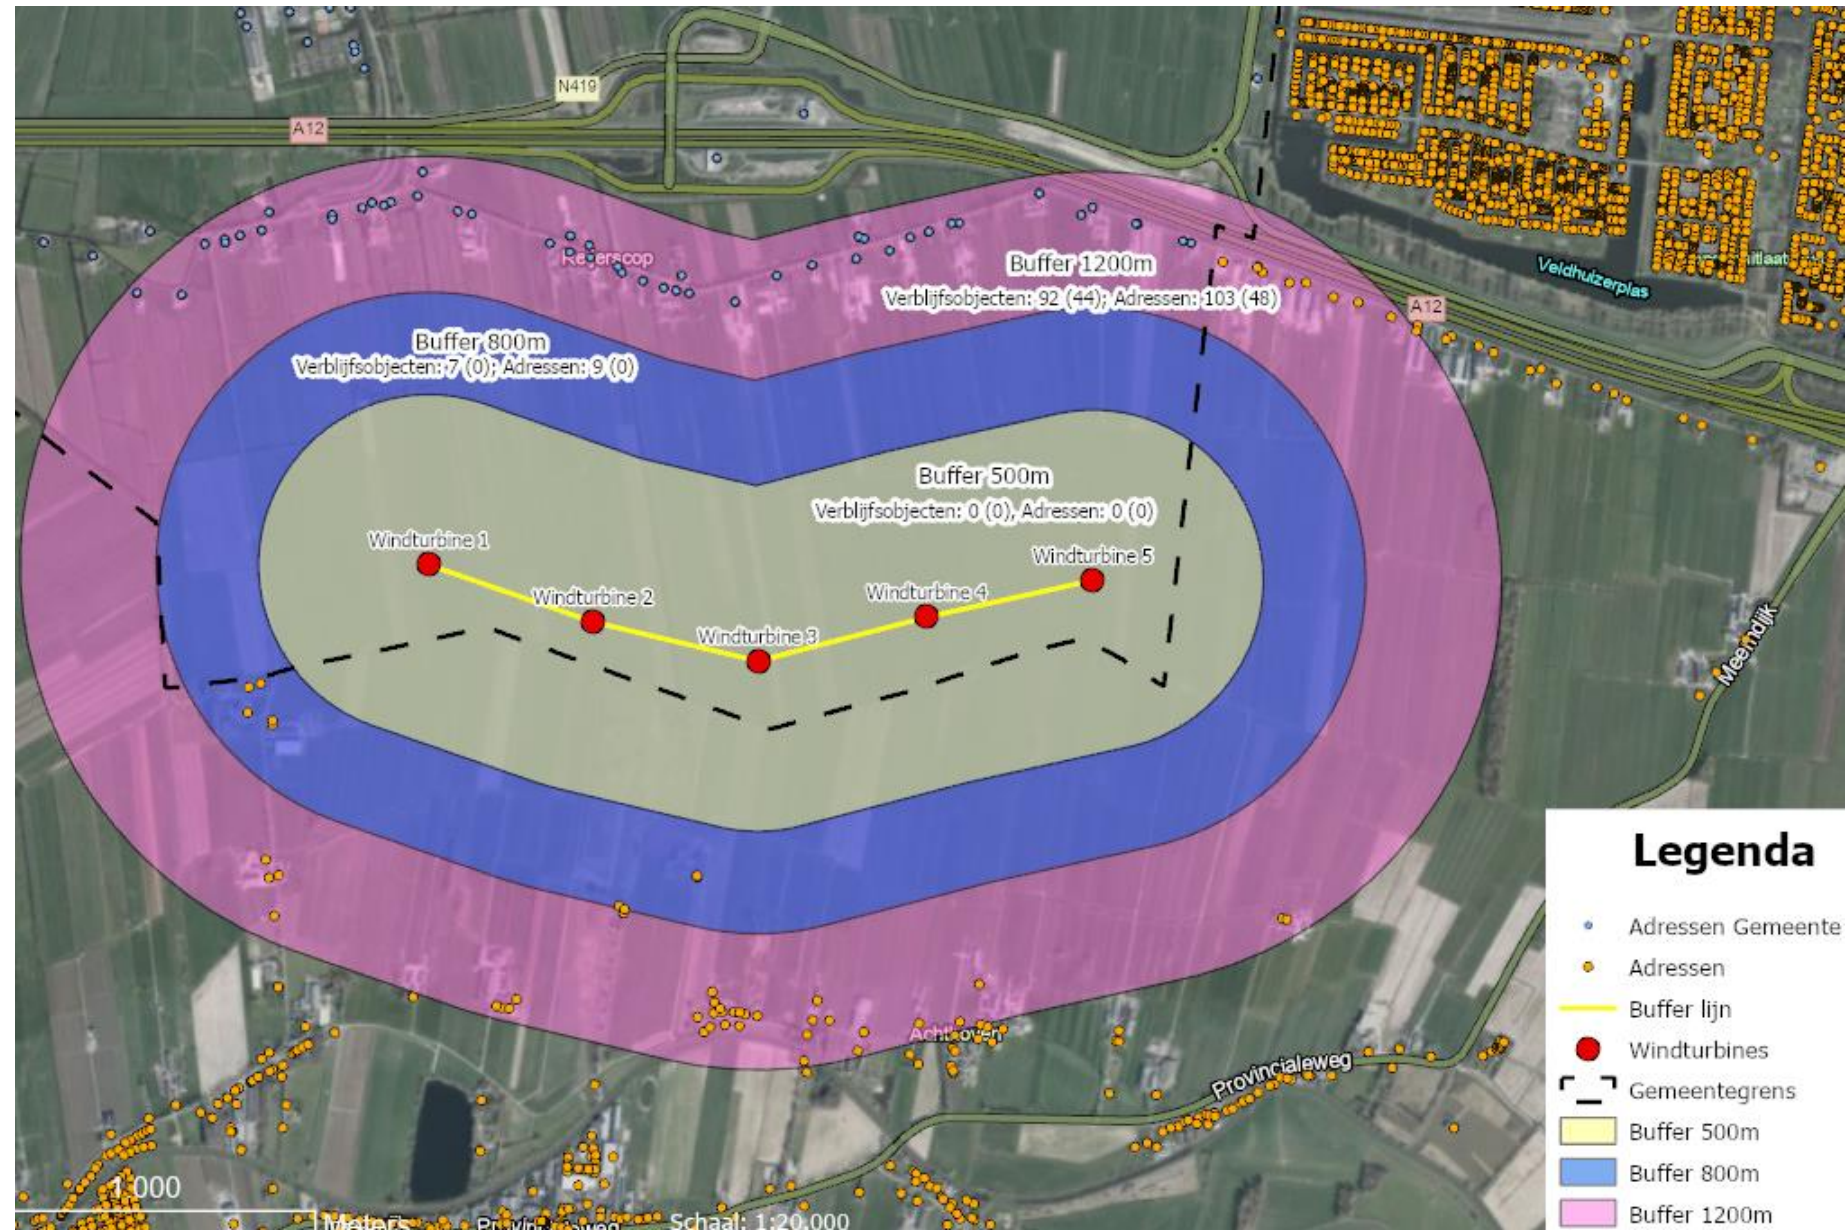 N419
A12
Reijerscop
Buffer 1200m
Verblijfsobjecten: 92 (44); Adressen: 103 (48)
Veldhuizerplas
A12
Buffer 800m
Verblijfsobjecten: 7 (0); Adressen: 9 (0)
Buffer 500m
Verblijfsobjecten: 0 (0), Adressen: 0 (0)
Windturbine 1
Windturbine 2
Windturbine 3
Windturbine 4
Windturbine 5
Meendijk
Achthoven
Provincialeweg
1.000
Meters
Schaal: 1:20.000
Legenda
Adressen Gemeente
Adressen
Buffer lijn
Windturbines
Gemeentegrens
Buffer 500m
Buffer 800m
Buffer 1200m